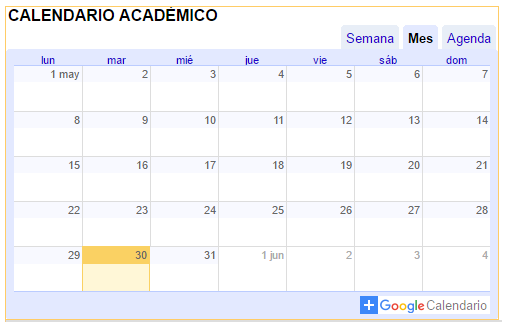 CALENDARIO ACADÉMICO
Semana Mes Agenda
lun mar mié jue vie sáb dom
1 may 2 3 4 5 6 7
8 9 10 11 12 13 14
15 16 17 18 19 20 21
22 23 24 25 26 27 28
29 30 31 1 jun 2 3 4
Google Calendario